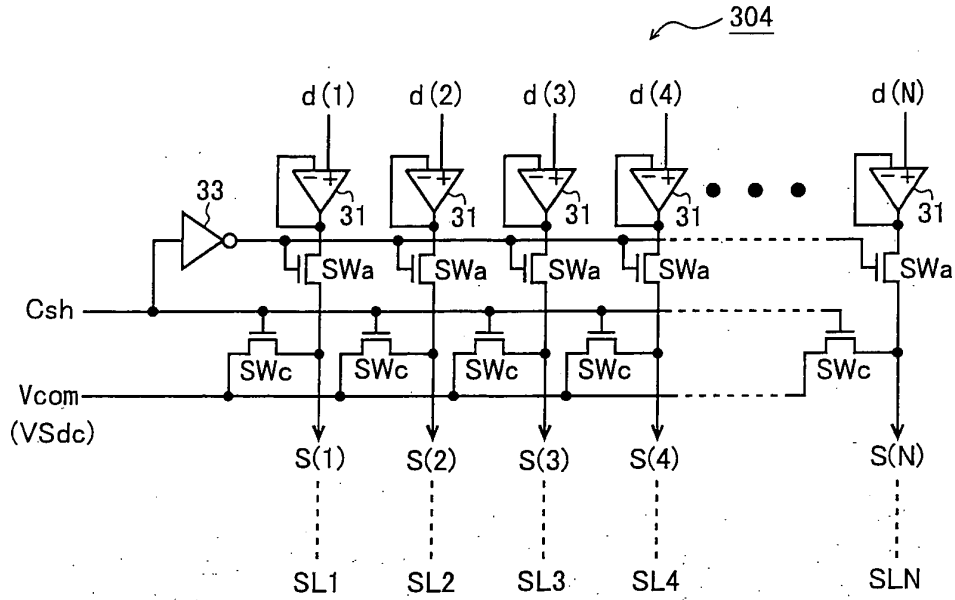 304
d(1) d(2) d(3) d(4) d(N)
− + − + − + − + − +
33 31 31 31 31 31
SWa SWa SWa SWa SWa
Csh
SWc SWc SWc SWc SWc
Vcom
(VSdc)
S(1) S(2) S(3) S(4) S(N)
SL1 SL2 SL3 SL4 SLN